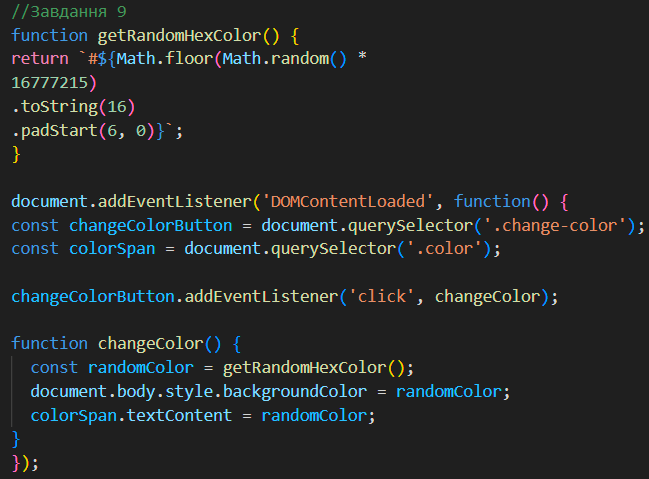 //Завдання 9
function getRandomHexColor() {
return `#${Math.floor(Math.random() *
16777215)
.toString(16)
.padStart(6, 0)}`;
}

document.addEventListener('DOMContentLoaded', function() {
const changeColorButton = document.querySelector('.change-color');
const colorSpan = document.querySelector('.color');

changeColorButton.addEventListener('click', changeColor);

function changeColor() {
  const randomColor = getRandomHexColor();
  document.body.style.backgroundColor = randomColor;
  colorSpan.textContent = randomColor;
}
});